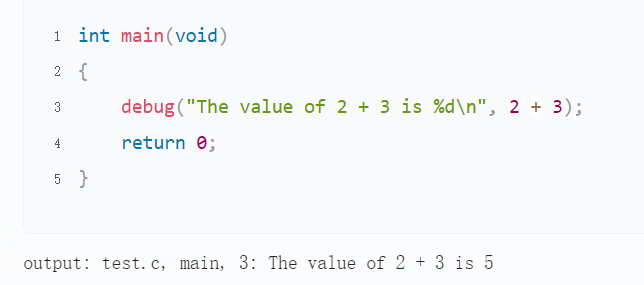 1 int main(void)
2 {
3     debug("The value of 2 + 3 is %d\n", 2 + 3);
4     return 0;
5 }
output: test.c, main, 3: The value of 2 + 3 is 5